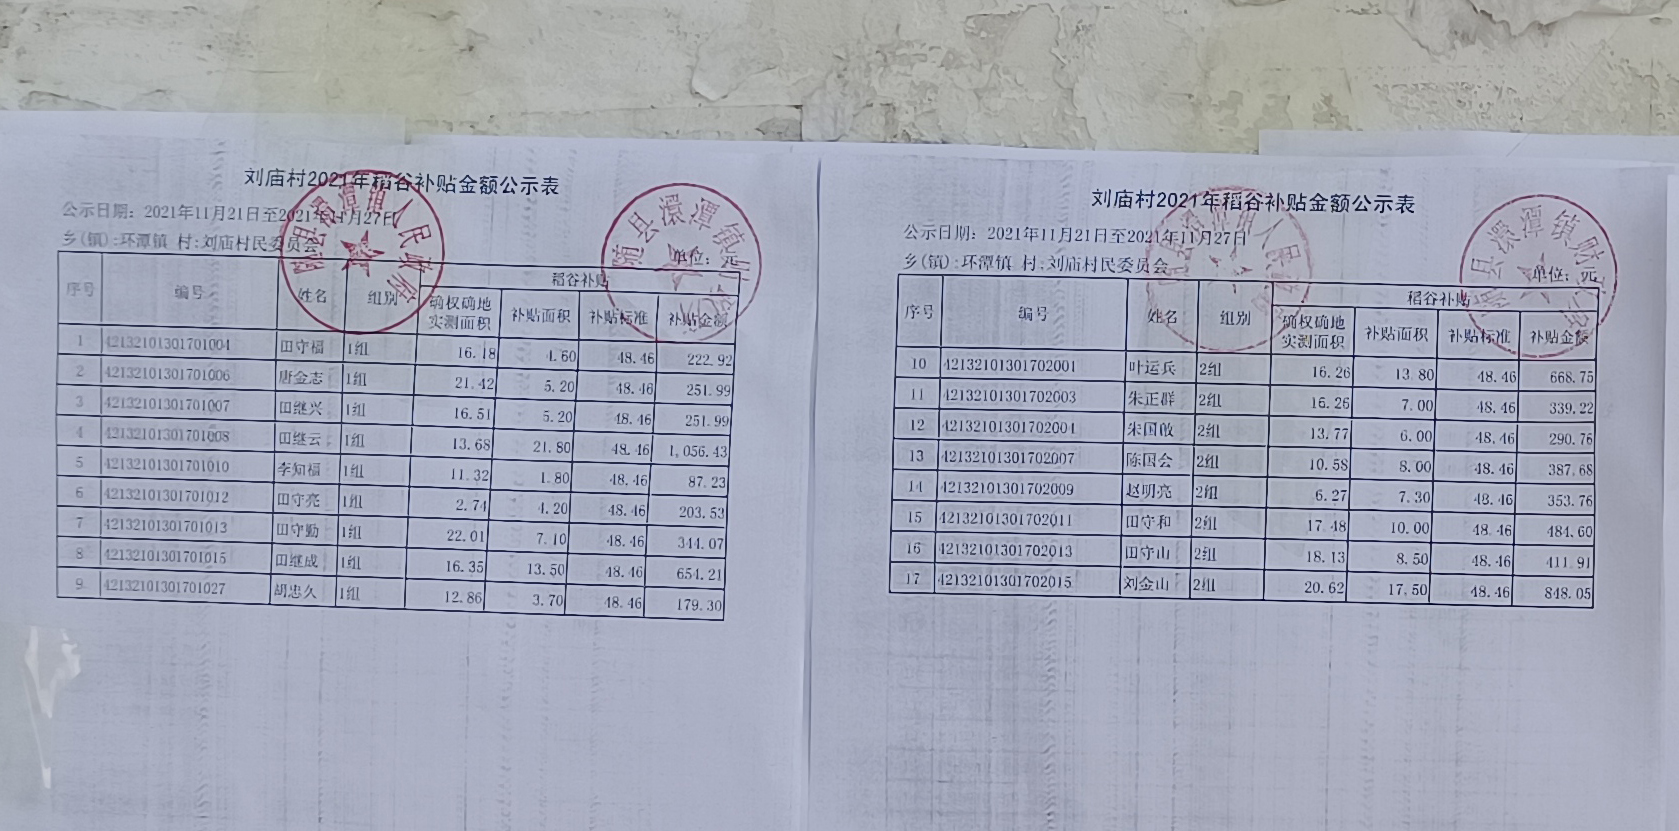 刘庙村2021年稻谷补贴金额公示表
公示日期：2021年11月21日至2021年11月27日
乡(镇):环潭镇 村:刘庙村民委员会 单位：元
序号 编号 姓名 组别 稻谷补贴
确权确地实测面积 补贴面积 补贴标准 补贴金额
1 42132101301701004 田守福 1组 16.18 4.60 48.46 222.92
2 42132101301701006 唐金志 1组 21.42 5.20 48.46 251.99
3 42132101301701007 田继兴 1组 16.51 5.20 48.46 251.99
4 42132101301701008 田继云 1组 13.68 21.80 48.46 1,056.43
5 42132101301701010 李知福 1组 11.32 1.80 48.46 87.23
6 42132101301701012 田守亮 1组 2.74 4.20 48.46 203.53
7 42132101301701013 田守勤 1组 22.01 7.10 48.46 344.07
8 42132101301701015 田继成 1组 16.35 13.50 48.46 654.21
9 42132101301701027 胡忠久 1组 12.86 3.70 48.46 179.30
随县澴潭镇人民政府
随县澴潭镇财
刘庙村2021年稻谷补贴金额公示表
公示日期：2021年11月21日至2021年11月27日
乡(镇):环潭镇 村:刘庙村民委员会 单位：元
序号 编号 姓名 组别 稻谷补贴
确权确地实测面积 补贴面积 补贴标准 补贴金额
10 42132101301702001 叶运兵 2组 16.26 13.80 48.46 668.75
11 42132101301702003 朱正群 2组 16.26 7.00 48.46 339.22
12 42132101301702004 朱国敢 2组 13.77 6.00 48.46 290.76
13 42132101301702007 陈国会 2组 10.58 8.00 48.46 387.68
14 42132101301702009 赵明亮 2组 6.27 7.30 48.46 353.76
15 42132101301702011 田守和 2组 17.48 10.00 48.46 484.60
16 42132101301702013 田守山 2组 18.13 8.50 48.46 411.91
17 42132101301702015 刘金山 2组 20.62 17.50 48.46 848.05
县澴潭镇财